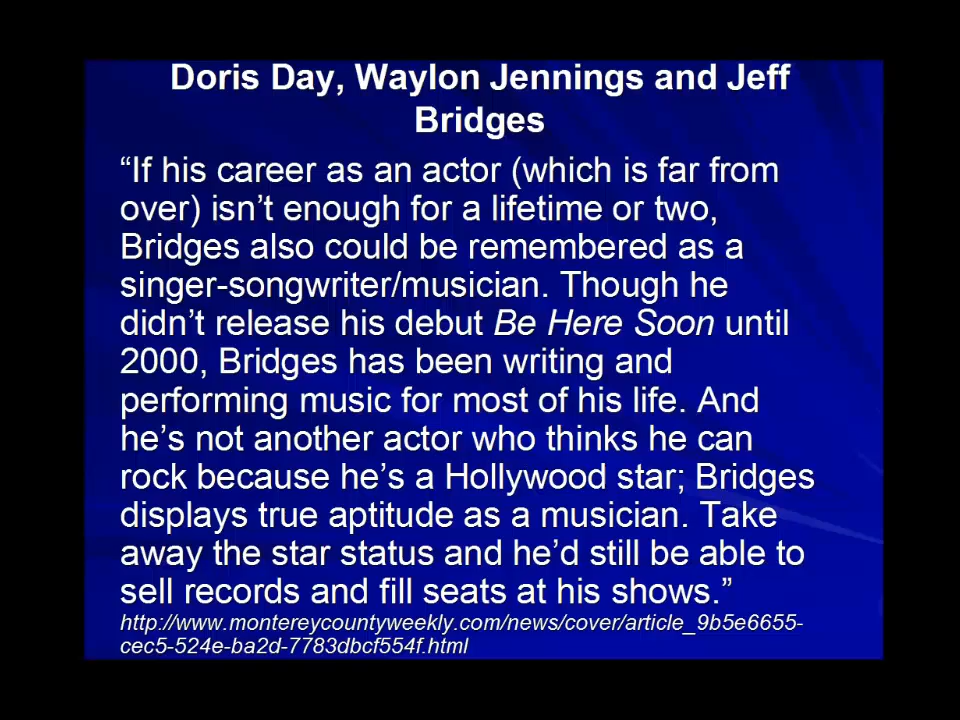 Doris Day, Waylon Jennings and Jeff
Bridges
“If his career as an actor (which is far from
over) isn’t enough for a lifetime or two,
Bridges also could be remembered as a
singer-songwriter/musician. Though he
didn’t release his debut Be Here Soon until
2000, Bridges has been writing and
performing music for most of his life. And
he’s not another actor who thinks he can
rock because he’s a Hollywood star; Bridges
displays true aptitude as a musician. Take
away the star status and he’d still be able to
sell records and fill seats at his shows.”
http://www.montereycountyweekly.com/news/cover/article_9b5e6655-
cec5-524e-ba2d-7783dbcf554f.html